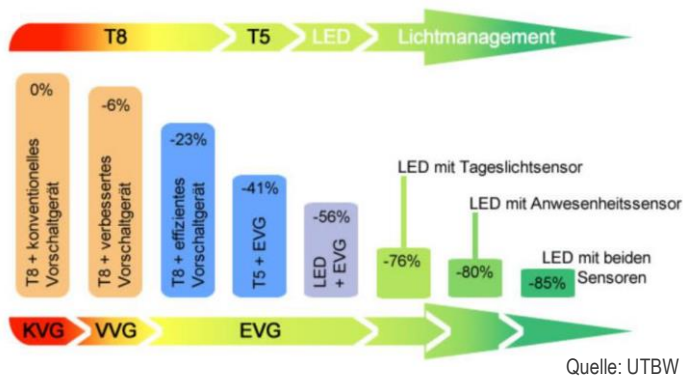 T8 T5 LED Lichtmanagement
0%
T8 + konventionelles
Vorschaltgerät
-6%
T8 + verbessertes
Vorschaltgerät
-23%
T8 + effizientes
Vorschaltgerät
-41%
T5 + EVG
-56%
LED
+ EVG
LED mit Tageslichtsensor
-76%
LED mit Anwesenheitssensor
-80%
LED mit beiden
Sensoren
-85%
KVG VVG EVG
Quelle: UTBW